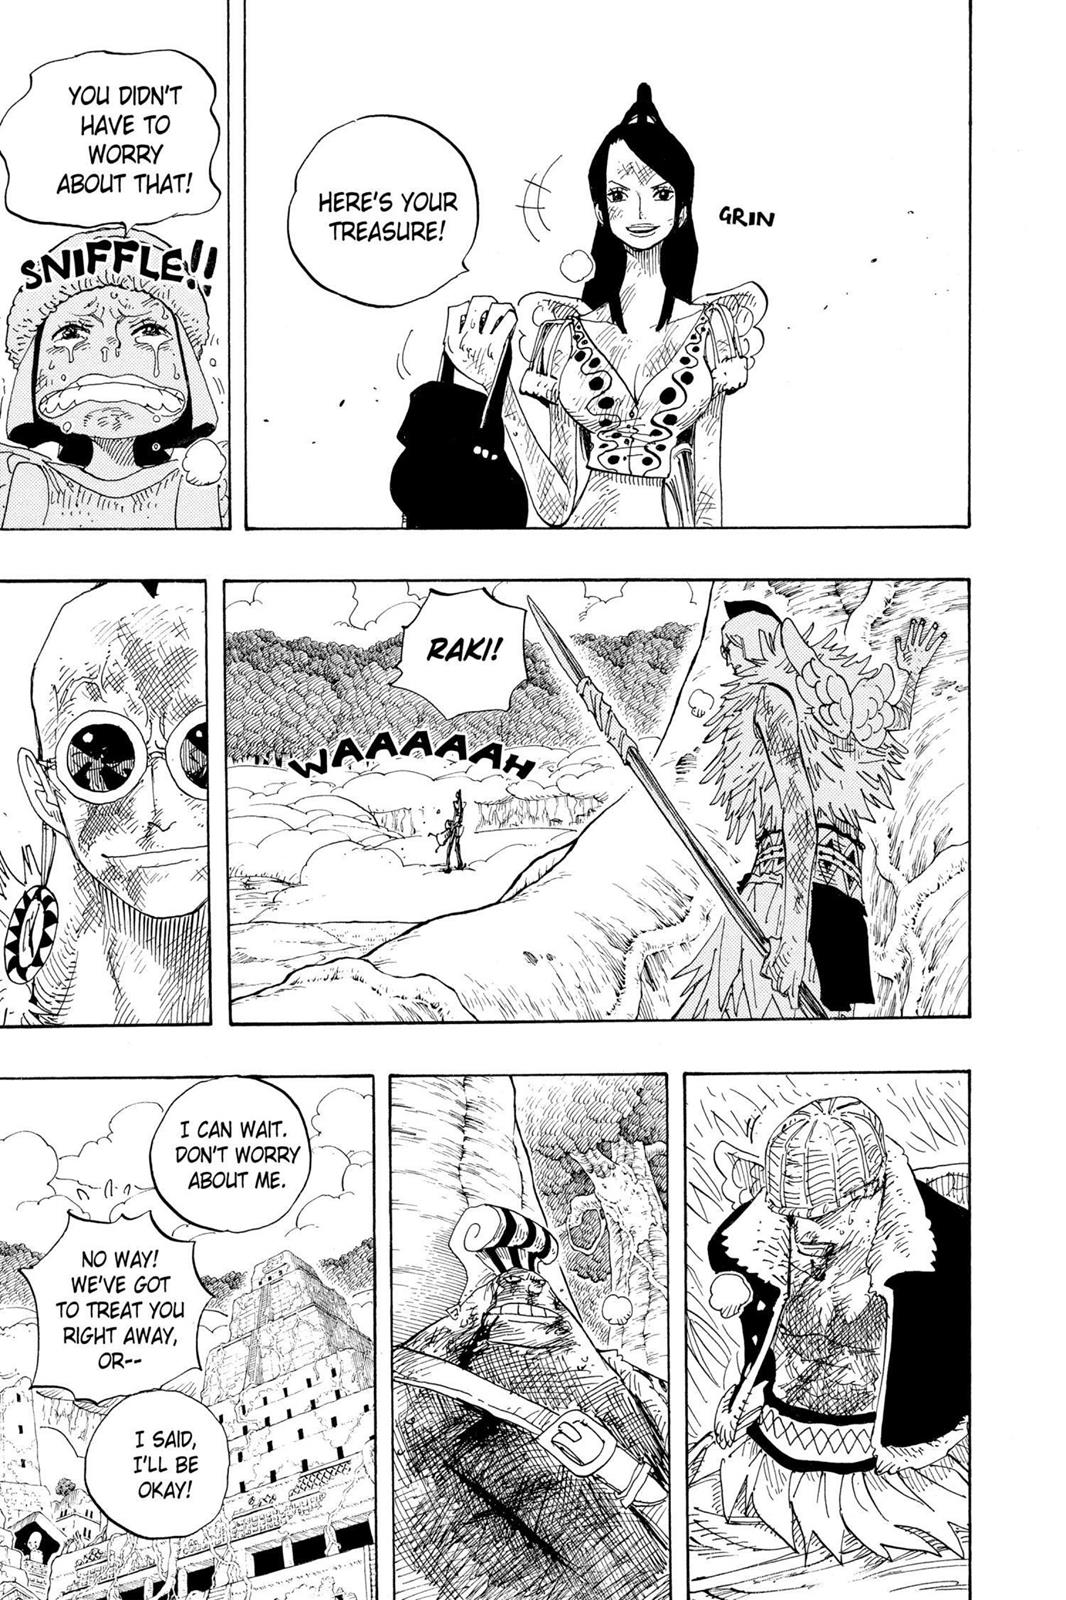 HERE'S YOUR
TREASURE!
GRIN
YOU DIDN'T
HAVE TO
WORRY
ABOUT THAT!
SNIFFLE!!
RAKI!
WAAAAAAH
I CAN WAIT.
DON'T WORRY
ABOUT ME.
NO WAY!
WE'VE GOT
TO TREAT YOU
RIGHT AWAY,
OR--
I SAID,
I'LL BE
OKAY!